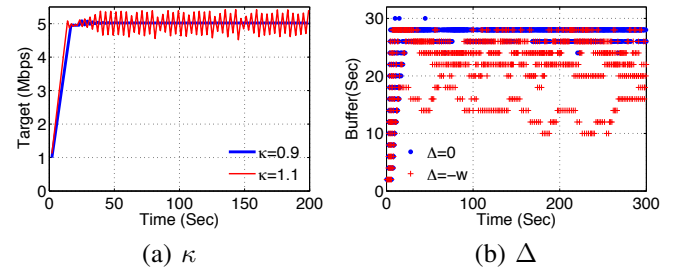 6
5
4
3
2
1
0
0 50 100 150 200
Target (Mbps)
Time (Sec)
κ=0.9
κ=1.1
(a) κ
30
20
10
0
0 100 200 300
Buffer(Sec)
Time (Sec)
Δ=0
Δ=−w
(b) Δ